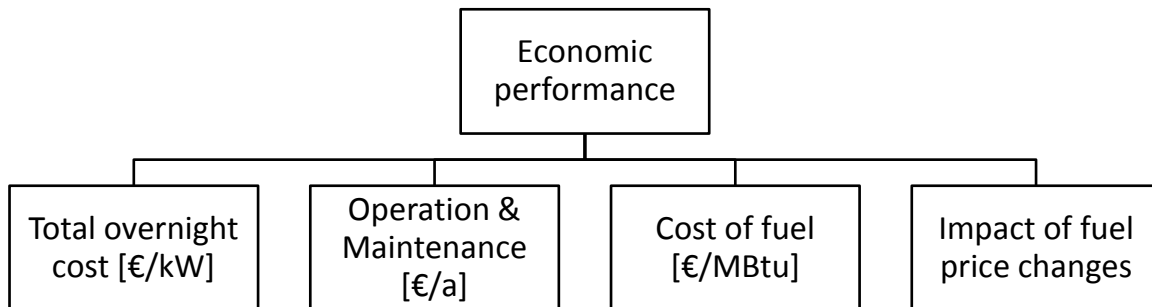 Economic
performance
Total overnight
cost [€/kW]
Operation &
Maintenance
[€/a]
Cost of fuel
[€/MBtu]
Impact of fuel
price changes